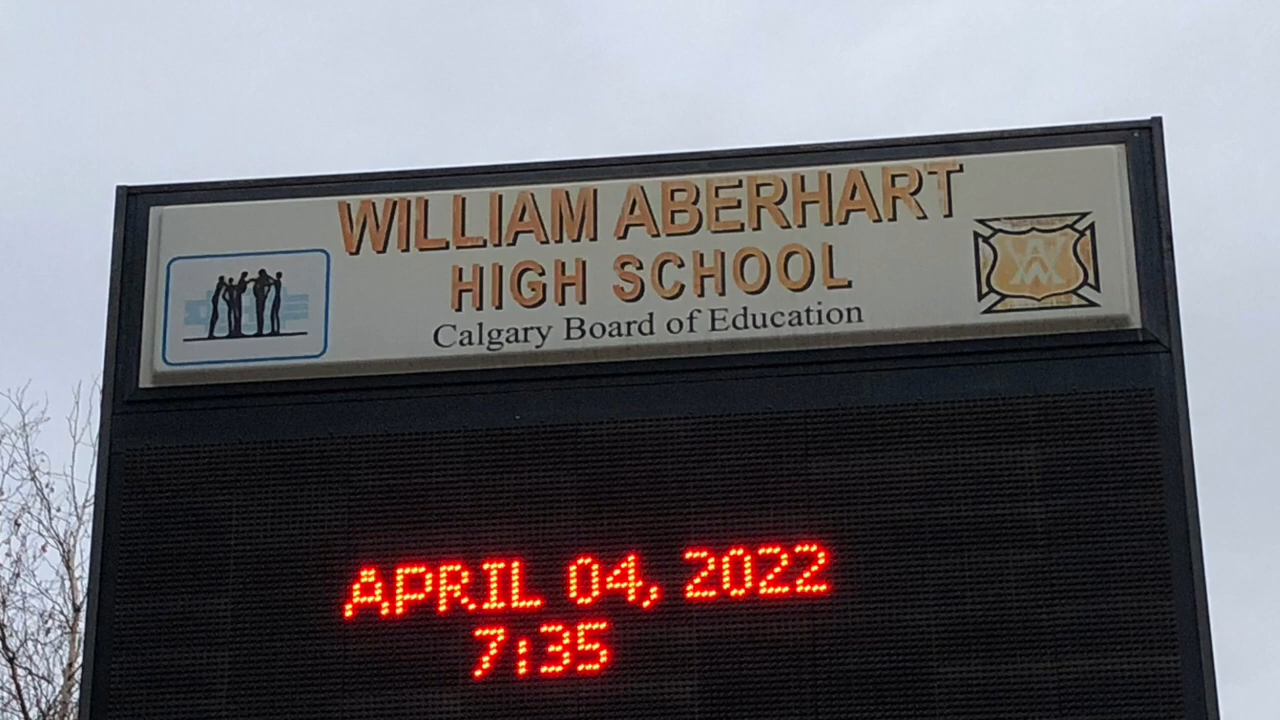 WILLIAM ABERHART
HIGH SCHOOL
Calgary Board of Education
APRIL 04, 2022
7:35